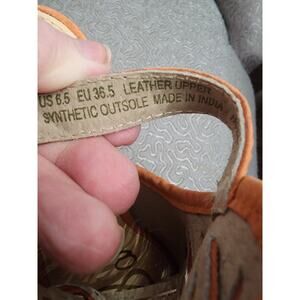 US 6.5 EU 36.5 LEATHER UPPER
SYNTHETIC OUTSOLE MADE IN INDIA